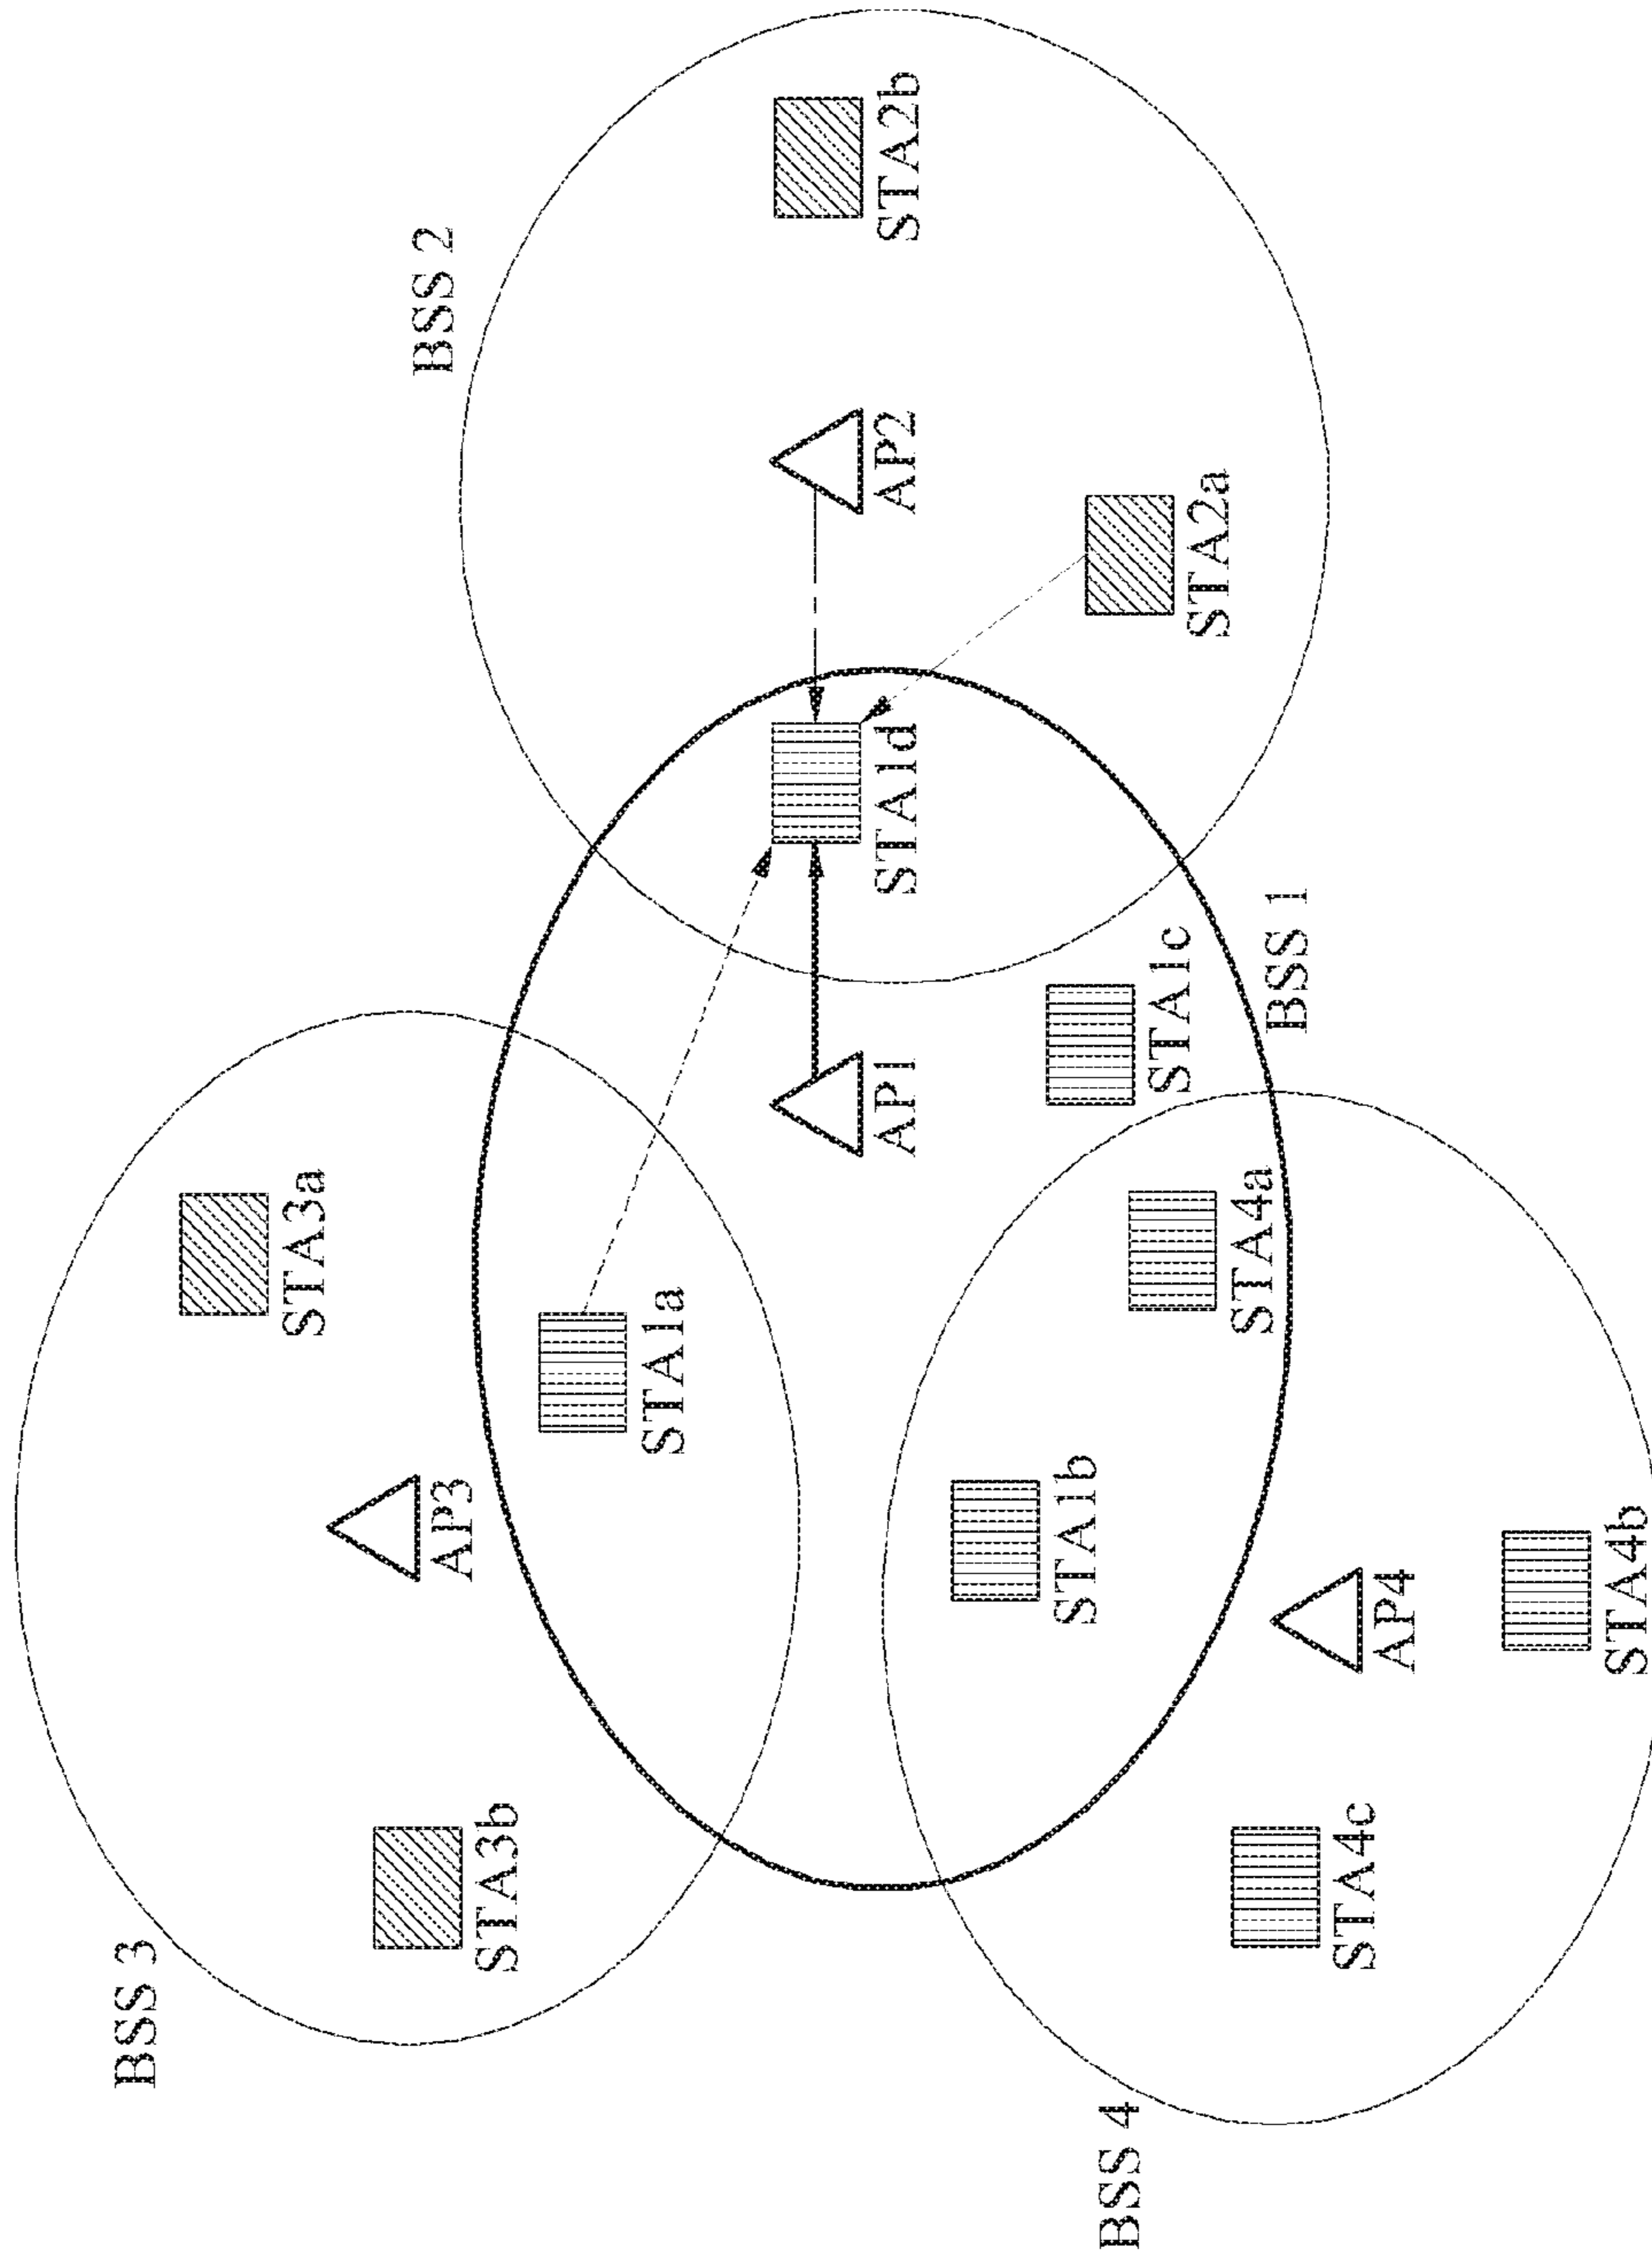 BSS 3
STA3a
BSS 2
AP3
STA3b
STA1a
AP1
STA1d
AP2
STA2b
STA1b
BSS 4
STA1c
STA2a
STA4a
BSS 1
STA4c
AP4
STA4b